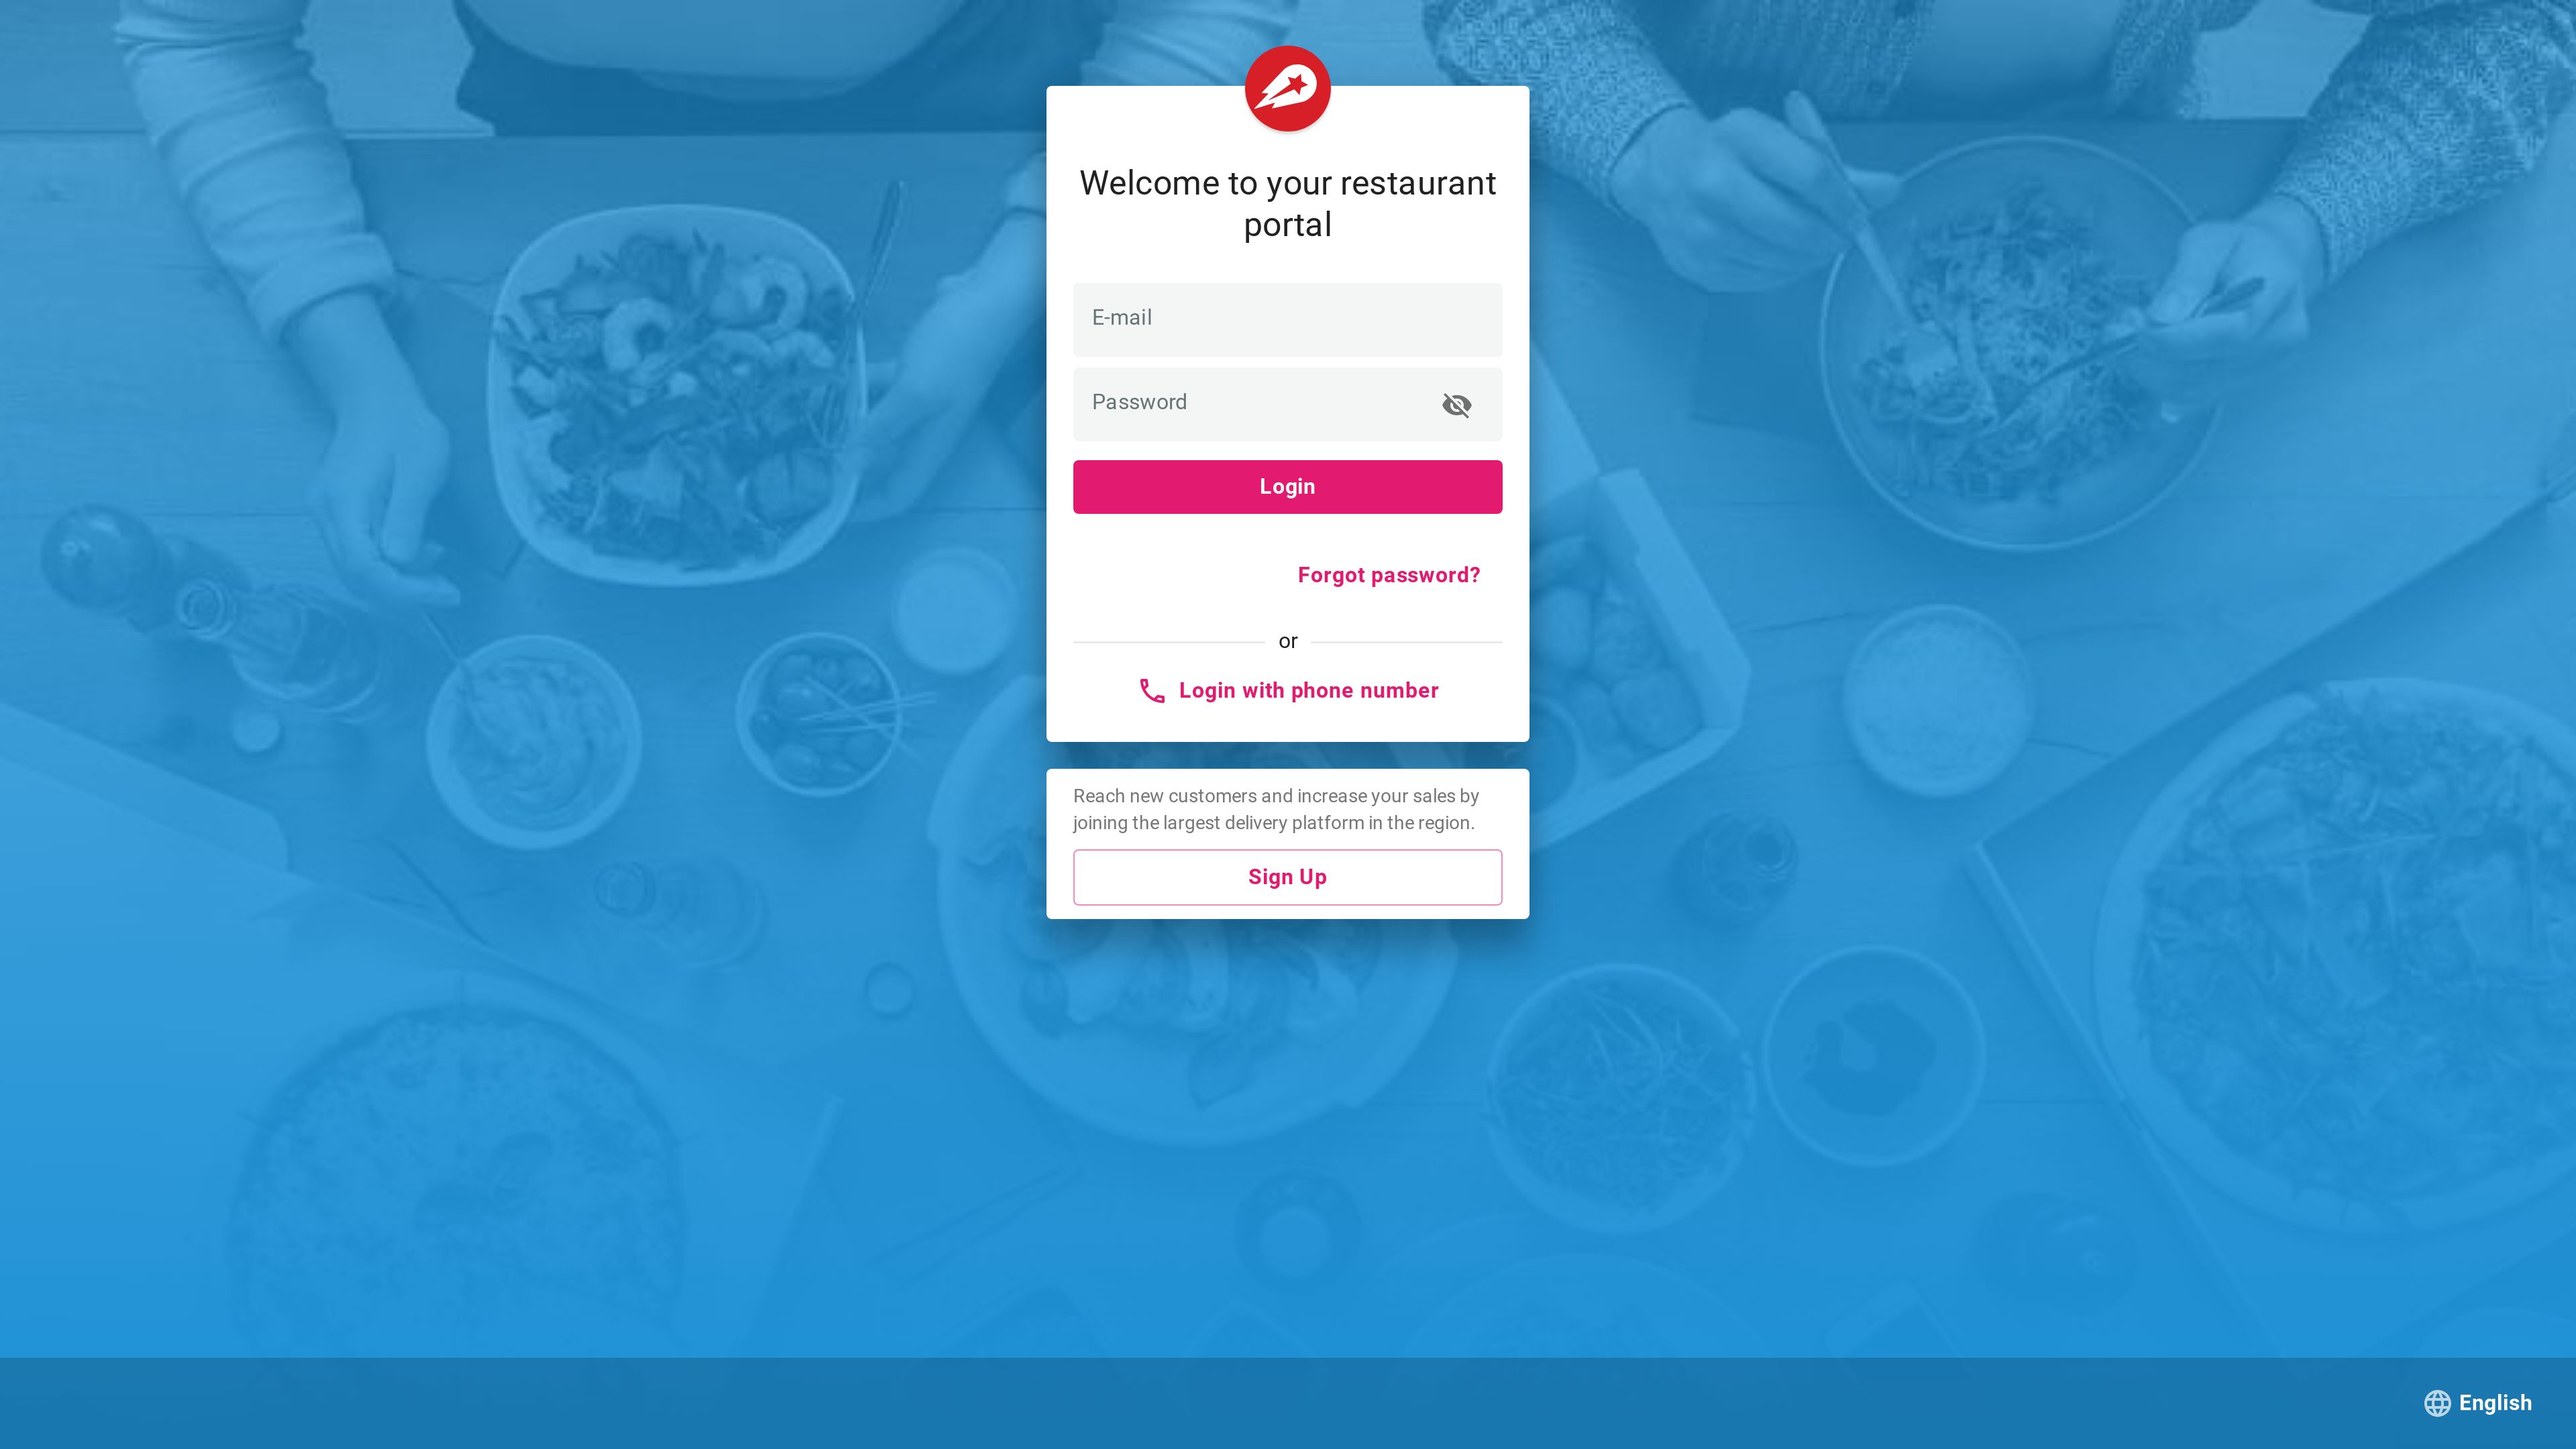 Welcome to your restaurant
portal
E-mail
Password
Login
Forgot password?
or
Login with phone number
Reach new customers and increase your sales by
joining the largest delivery platform in the region.
Sign Up
English